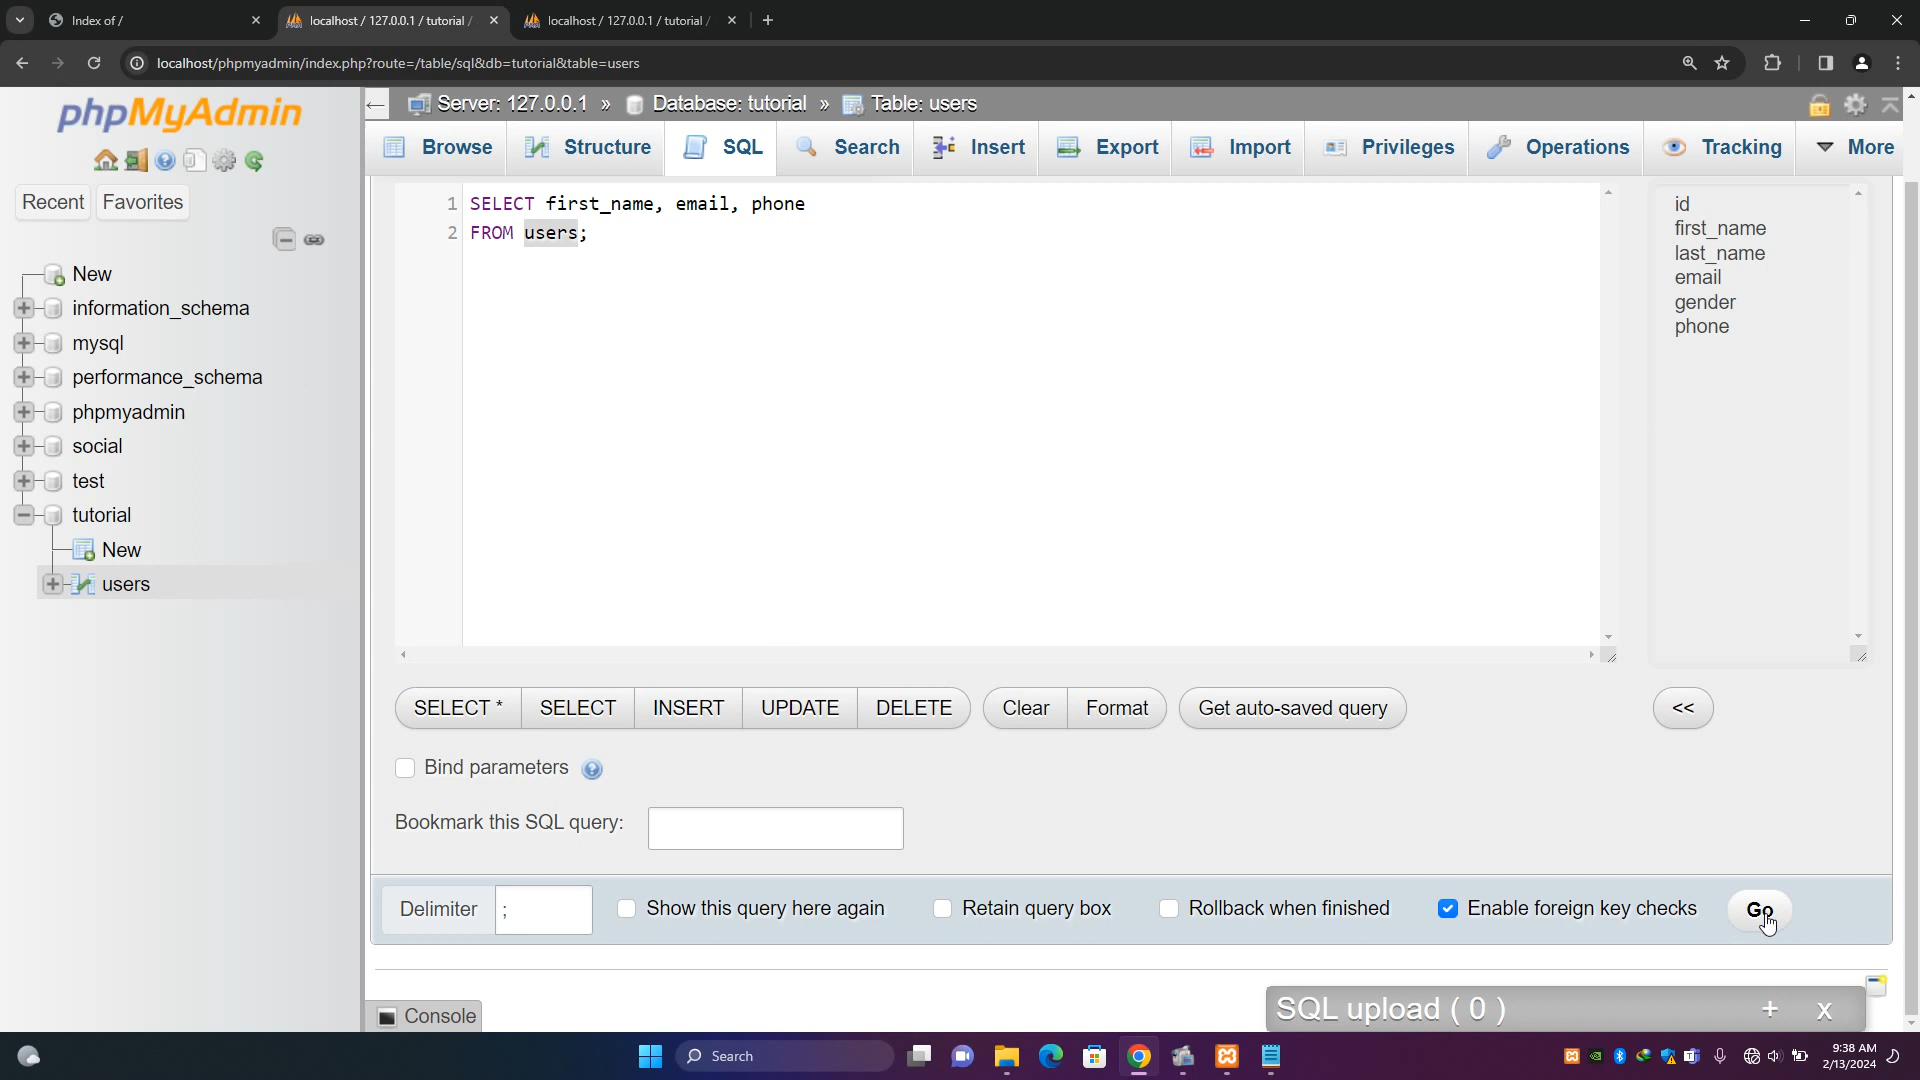 Index of /
localhost / 127.0.0.1 / tutorial /
localhost / 127.0.0.1 / tutorial /
localhost/phpmyadmin/index.php?route=/table/sql&db=tutorial&table=users
phpMyAdmin
Recent
Favorites
New
information_schema
mysql
performance_schema
phpmyadmin
social
test
tutorial
New
users
Server: 127.0.0.1 » Database: tutorial » Table: users
Browse
Structure
SQL
Search
Insert
Export
Import
Privileges
Operations
Tracking
More
1 SELECT first_name, email, phone
2 FROM users;
id
first_name
last_name
email
gender
phone
SELECT *
SELECT
INSERT
UPDATE
DELETE
Clear
Format
Get auto-saved query
<<
Bind parameters
Bookmark this SQL query:
Delimiter ;
Show this query here again
Retain query box
Rollback when finished
Enable foreign key checks
Go
Console
SQL upload ( 0 ) + x
Search
9:38 AM
2/13/2024